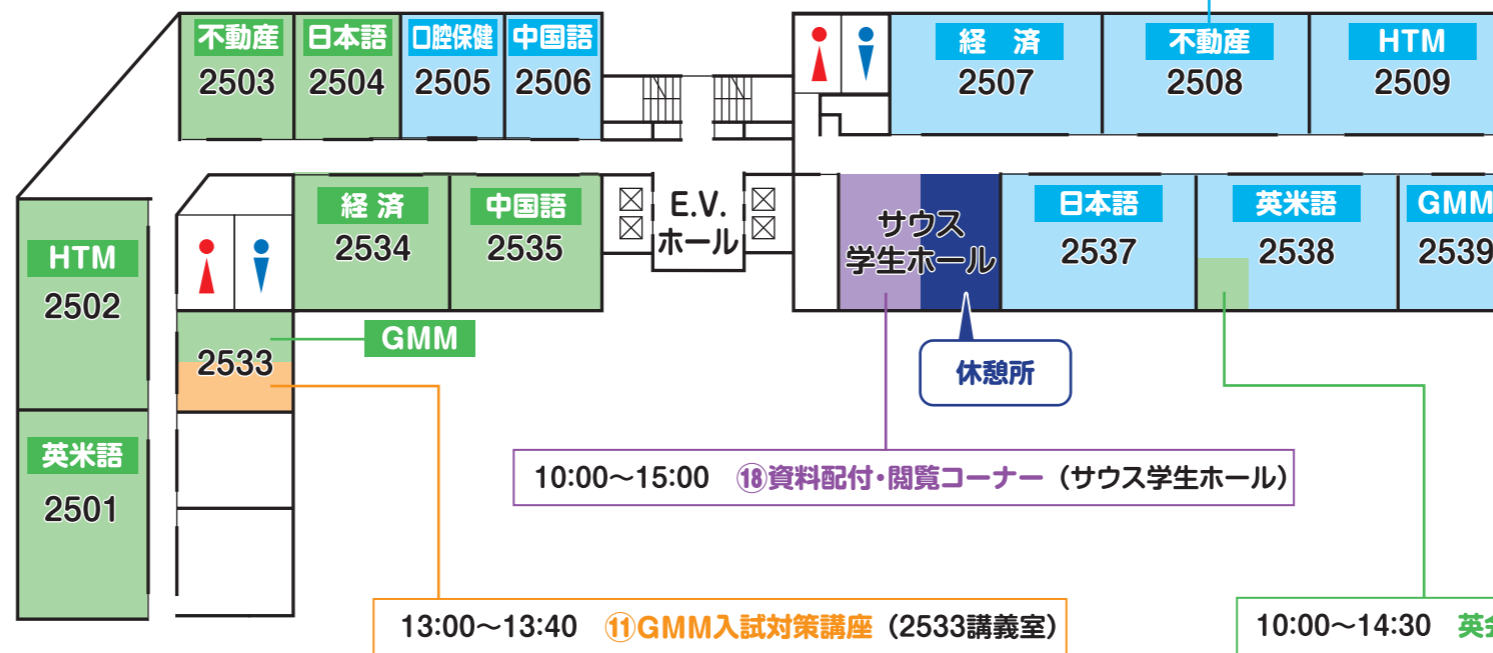 不動産
2503
日本語
2504
口腔保健
2505
中国語
2506
経 済
2507
不動産
2508
HTM
2509
HTM
2502
経 済
2534
中国語
2535
E.V.
ホール
サウス
学生ホール
日本語
2537
英米語
2538
GMM
2539
2533
GMM
休憩所
英米語
2501
10:00～15:00 ⑱資料配付・閲覧コーナー（サウス学生ホール）
13:00～13:40 ⑪GMM入試対策講座（2533講義室）
10:00～14:30 英